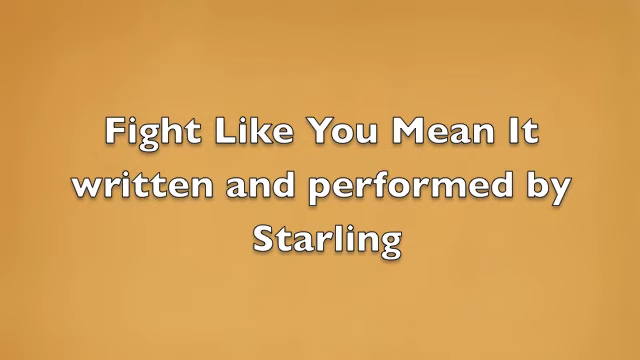 Fight Like You Mean It
written and performed by
Starling